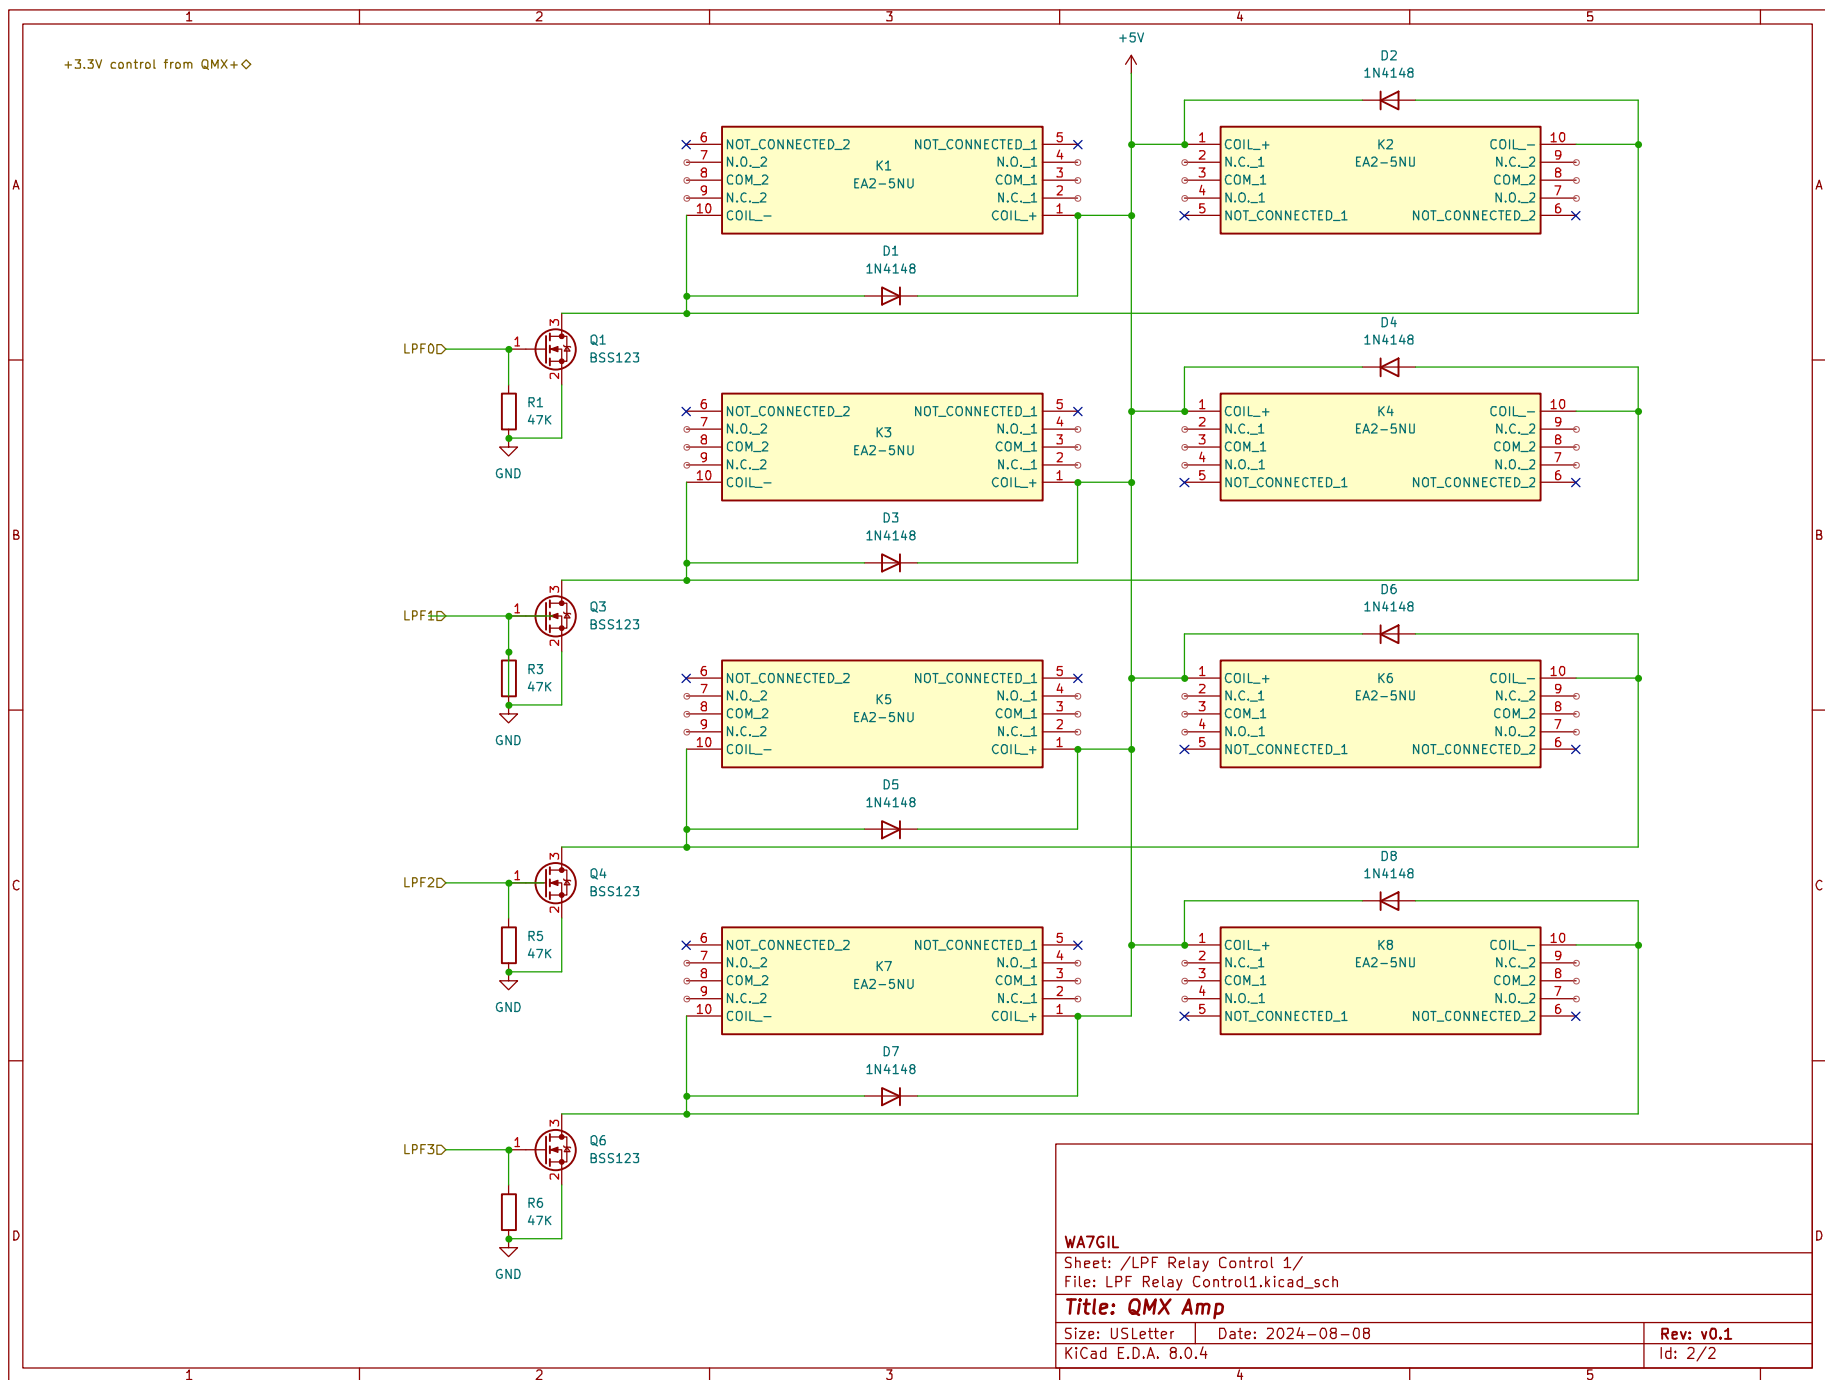 1 2 3 4 5
+5V
+3.3V control from QMX+
D2
1N4148
6 NOT_CONNECTED_2 NOT_CONNECTED_1 5
7 N.O._2 K1 N.O._1 4
8 COM_2 EA2-5NU COM_1 3
9 N.C._2 N.C._1 2
10 COIL_- COIL_+ 1
1 COIL_+ K2 COIL_- 10
2 N.C._1 EA2-5NU N.C._2 9
3 COM_1 COM_2 8
4 N.O._1 N.O._2 7
5 NOT_CONNECTED_1 NOT_CONNECTED_2 6
A A
D1
1N4148
LPF0 1 3 2 Q1
BSS123
R1
47K
GND
D4
1N4148
6 NOT_CONNECTED_2 NOT_CONNECTED_1 5
7 N.O._2 K3 N.O._1 4
8 COM_2 EA2-5NU COM_1 3
9 N.C._2 N.C._1 2
10 COIL_- COIL_+ 1
1 COIL_+ K4 COIL_- 10
2 N.C._1 EA2-5NU N.C._2 9
3 COM_1 COM_2 8
4 N.O._1 N.O._2 7
5 NOT_CONNECTED_1 NOT_CONNECTED_2 6
D3
1N4148
B B
LPF1 1 3 2 Q3
BSS123
R3
47K
GND
D6
1N4148
6 NOT_CONNECTED_2 NOT_CONNECTED_1 5
7 N.O._2 K5 N.O._1 4
8 COM_2 EA2-5NU COM_1 3
9 N.C._2 N.C._1 2
10 COIL_- COIL_+ 1
1 COIL_+ K6 COIL_- 10
2 N.C._1 EA2-5NU N.C._2 9
3 COM_1 COM_2 8
4 N.O._1 N.O._2 7
5 NOT_CONNECTED_1 NOT_CONNECTED_2 6
D5
1N4148
C C
LPF2 1 3 2 Q4
BSS123
R5
47K
GND
D8
1N4148
6 NOT_CONNECTED_2 NOT_CONNECTED_1 5
7 N.O._2 K7 N.O._1 4
8 COM_2 EA2-5NU COM_1 3
9 N.C._2 N.C._1 2
10 COIL_- COIL_+ 1
1 COIL_+ K8 COIL_- 10
2 N.C._1 EA2-5NU N.C._2 9
3 COM_1 COM_2 8
4 N.O._1 N.O._2 7
5 NOT_CONNECTED_1 NOT_CONNECTED_2 6
D7
1N4148
LPF3 1 3 2 Q6
BSS123
R6
47K
GND
D D
WA7GIL
Sheet: /LPF Relay Control 1/
File: LPF Relay Control1.kicad_sch
Title: QMX Amp
Size: USLetter Date: 2024-08-08 Rev: v0.1
KiCad E.D.A. 8.0.4 Id: 2/2
1 2 3 4 5